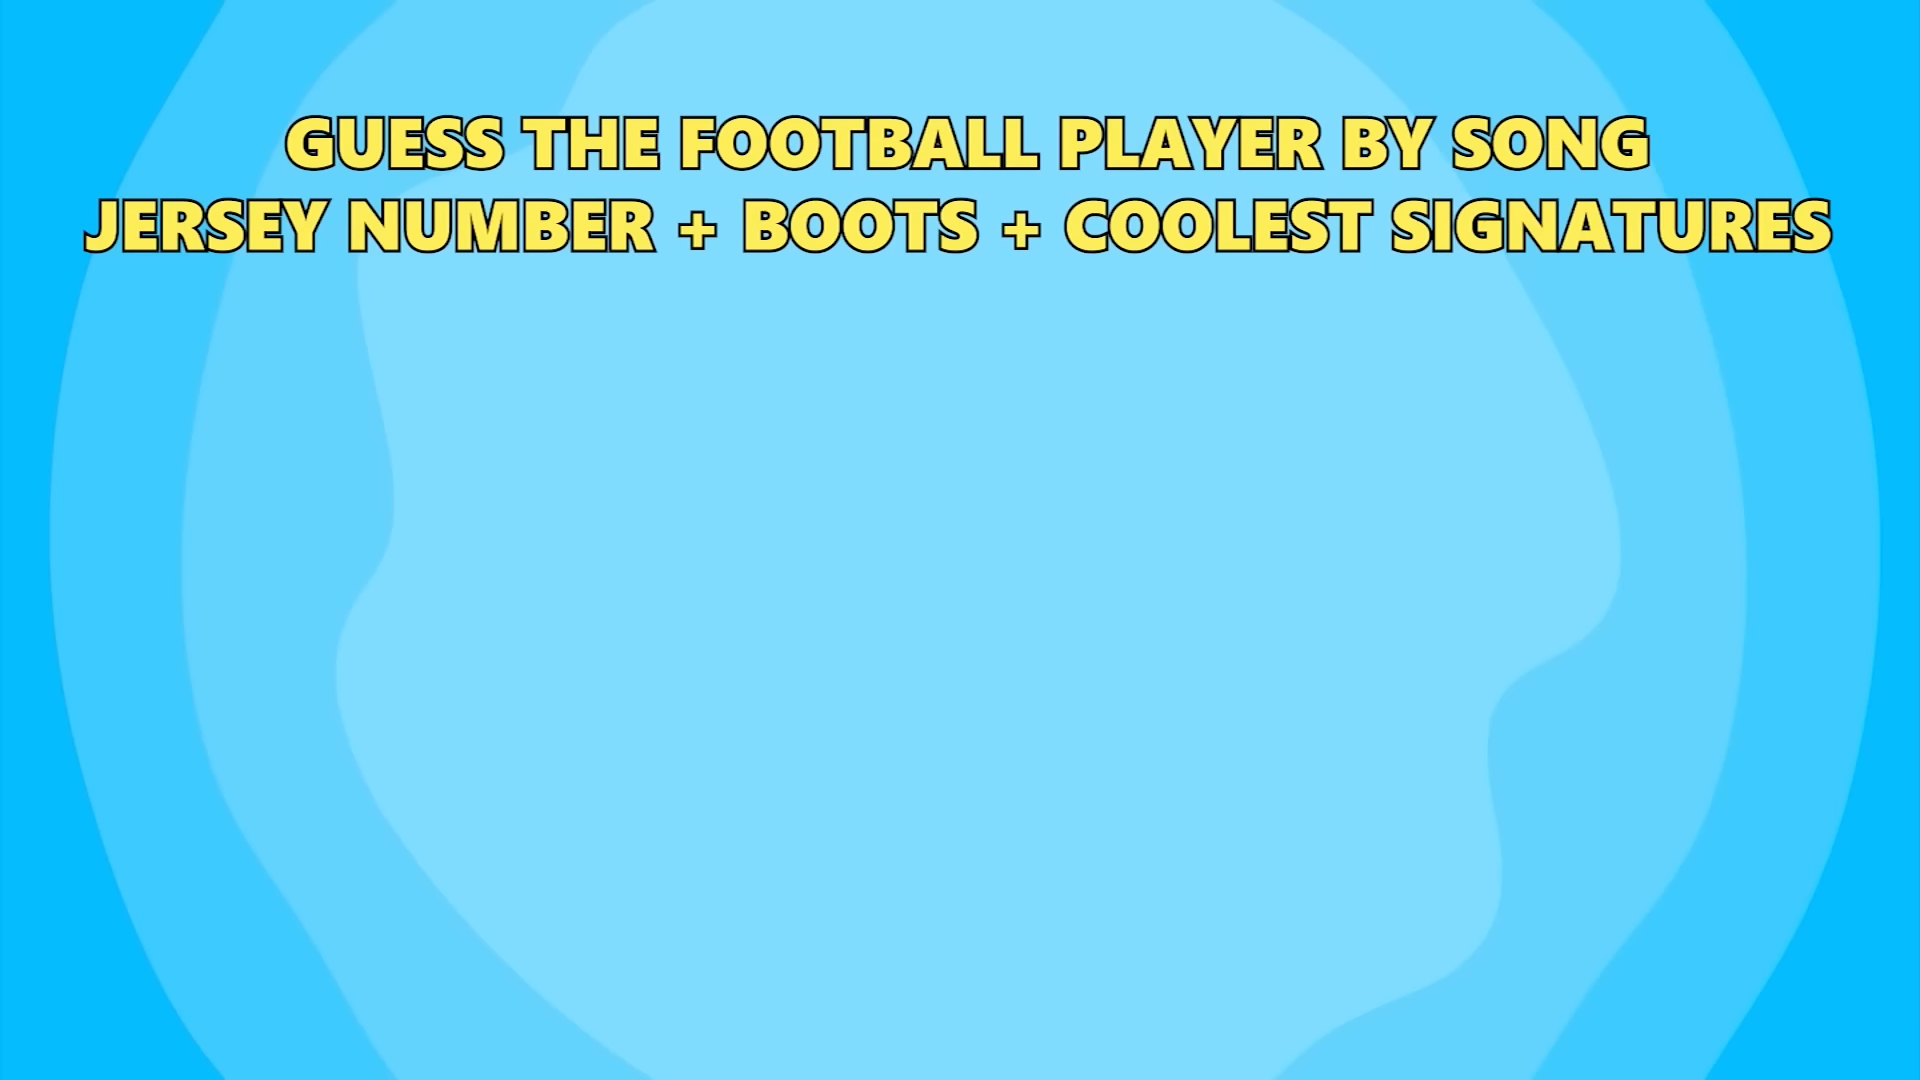 GUESS THE FOOTBALL PLAYER BY SONG
JERSEY NUMBER + BOOTS + COOLEST SIGNATURES